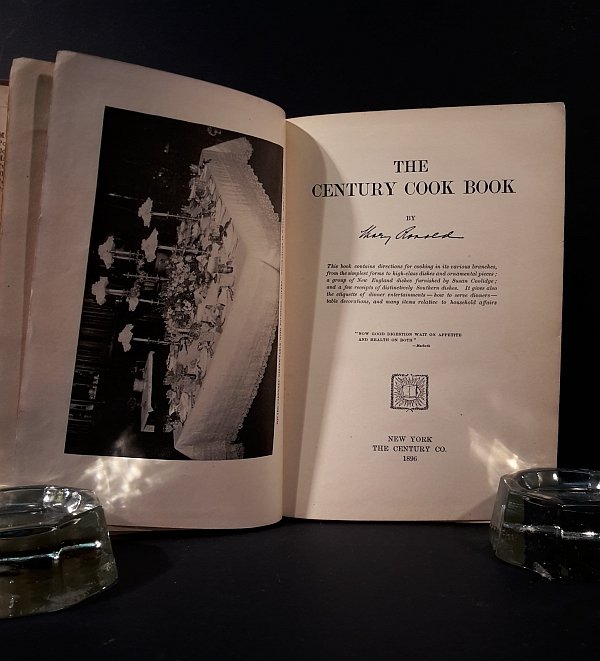 THE
CENTURY COOK BOOK
BY
Mary Ronald
This book contains directions for cooking in its various branches,
from the simplest forms to high-class dishes and ornamental pieces;
a group of New England dishes furnished by Susan Coolidge;
and a few receipts of distinctively Southern dishes. It gives also
the etiquette of dinner entertainments—how to serve dinners—
table decorations, and many items relative to household affairs
"NOW GOOD DIGESTION WAIT ON APPETITE
AND HEALTH ON BOTH"
—Macbeth
NEW YORK
THE CENTURY CO.
1896